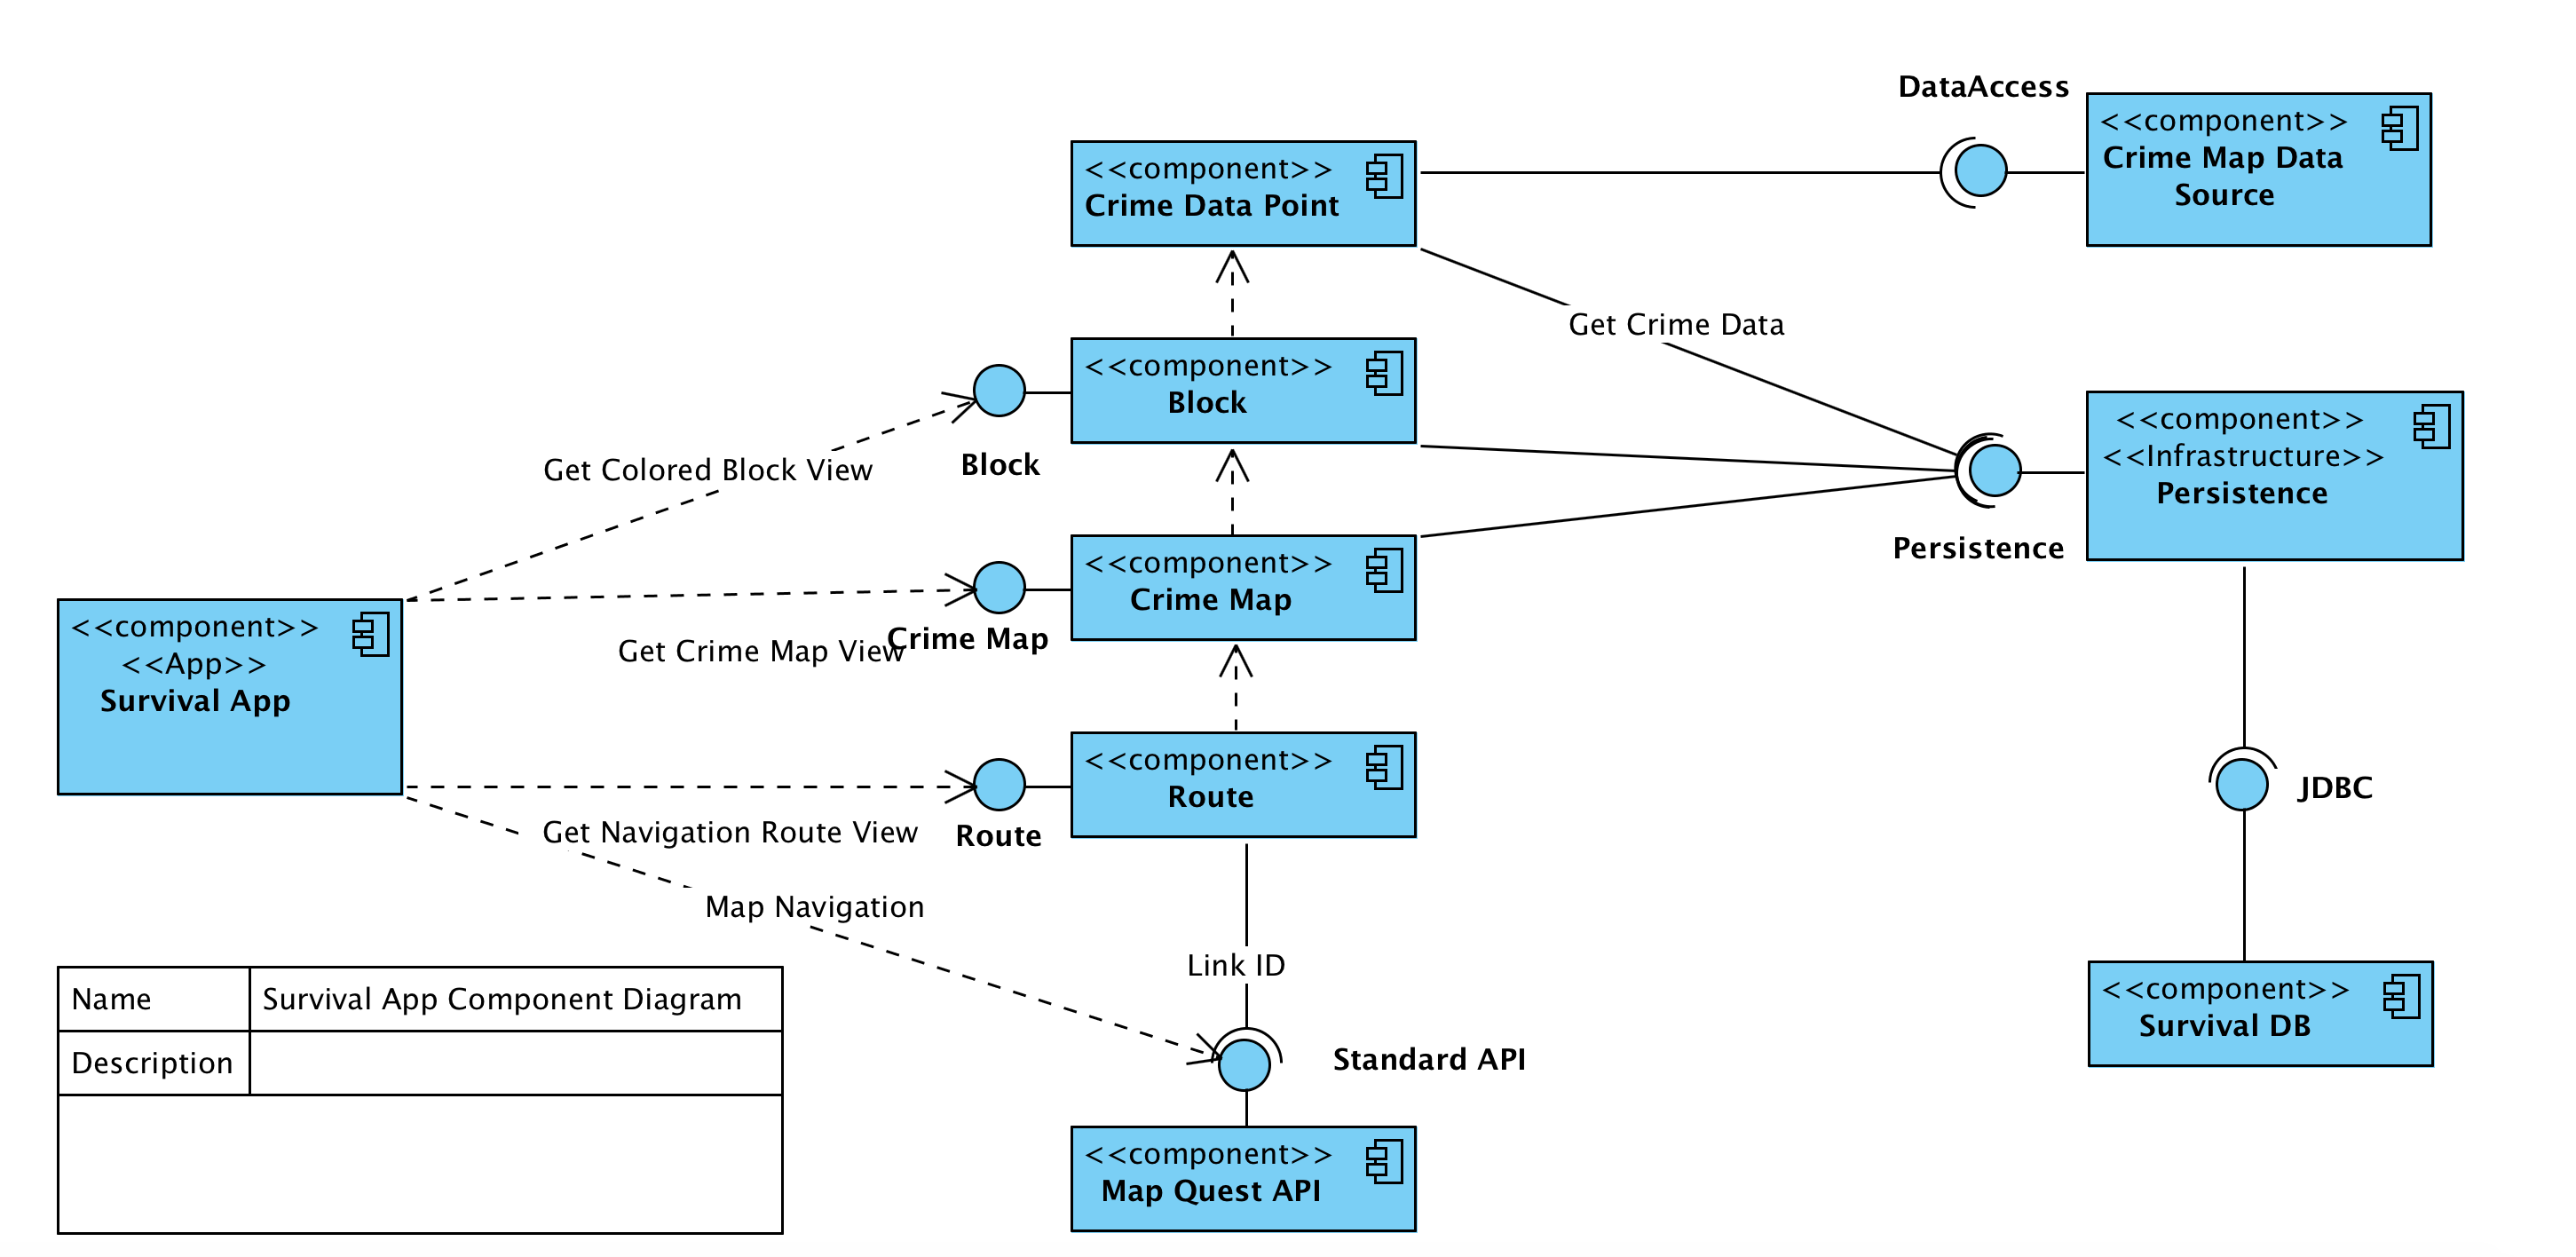 DataAccess
<<component>>
Crime Map Data
Source
<<component>>
Crime Data Point
Get Crime Data
<<component>>
Block
Block
Get Colored Block View
<<component>>
<<Infrastructure>>
Persistence
Persistence
<<component>>
Crime Map
Crime Map
Get Crime Map View
<<component>>
<<App>>
Survival App
<<component>>
Route
Route
Get Navigation Route View
JDBC
Map Navigation
Link ID
Name
Survival App Component Diagram
Description
Standard API
<<component>>
Survival DB
<<component>>
Map Quest API